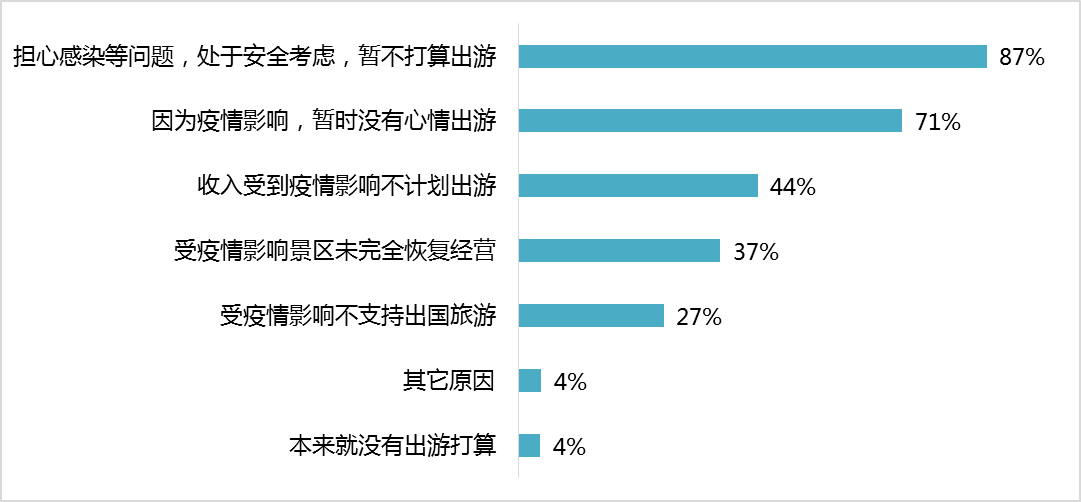 担心感染等问题，处于安全考虑，暂不打算出游 87%
因为疫情影响，暂时没有心情出游 71%
收入受到疫情影响不计划出游 44%
受疫情影响景区未完全恢复经营 37%
受疫情影响不支持出国旅游 27%
其它原因 4%
本来就没有出游打算 4%